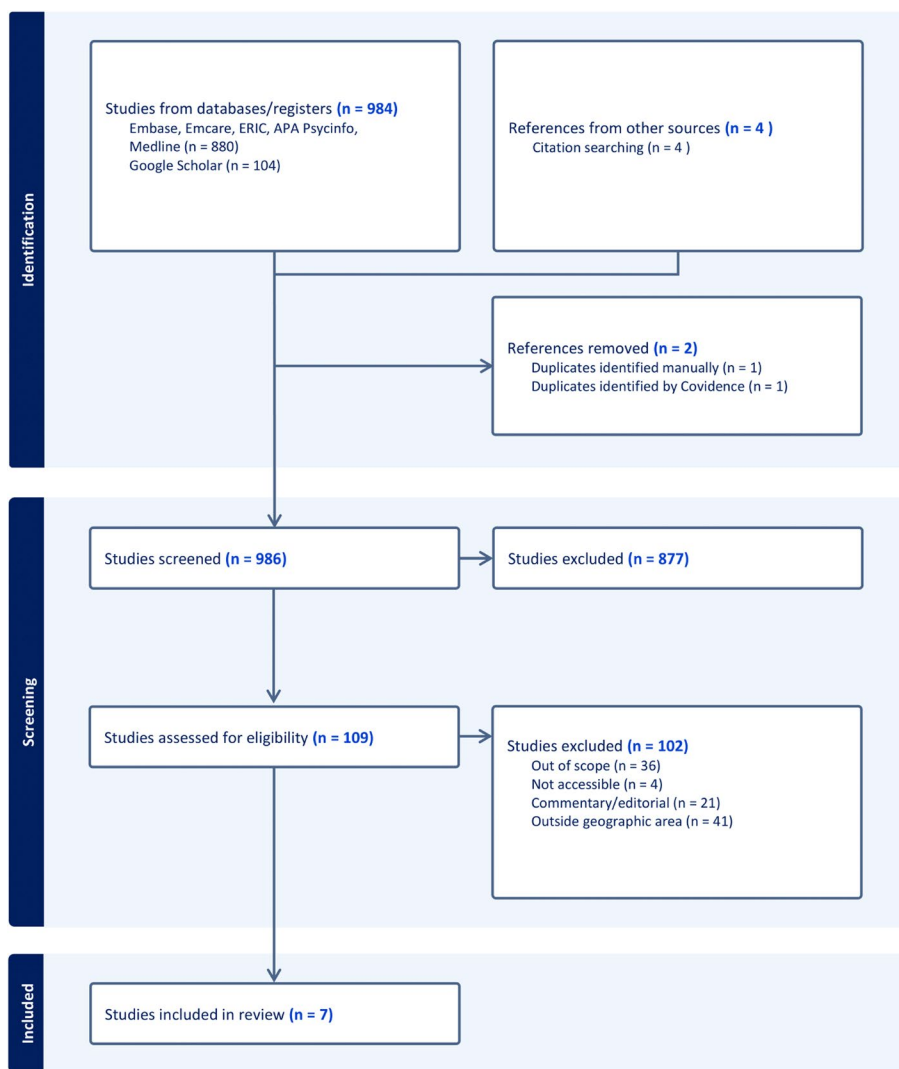 Identification
Studies from databases/registers (n = 984)
Embase, Emcare, ERIC, APA Psycinfo,
Medline (n = 880)
Google Scholar (n = 104)
References from other sources (n = 4 )
Citation searching (n = 4 )
References removed (n = 2)
Duplicates identified manually (n = 1)
Duplicates identified by Covidence (n = 1)
Screening
Studies screened (n = 986)
Studies excluded (n = 877)
Studies assessed for eligibility (n = 109)
Studies excluded (n = 102)
Out of scope (n = 36)
Not accessible (n = 4)
Commentary/editorial (n = 21)
Outside geographic area (n = 41)
Included
Studies included in review (n = 7)